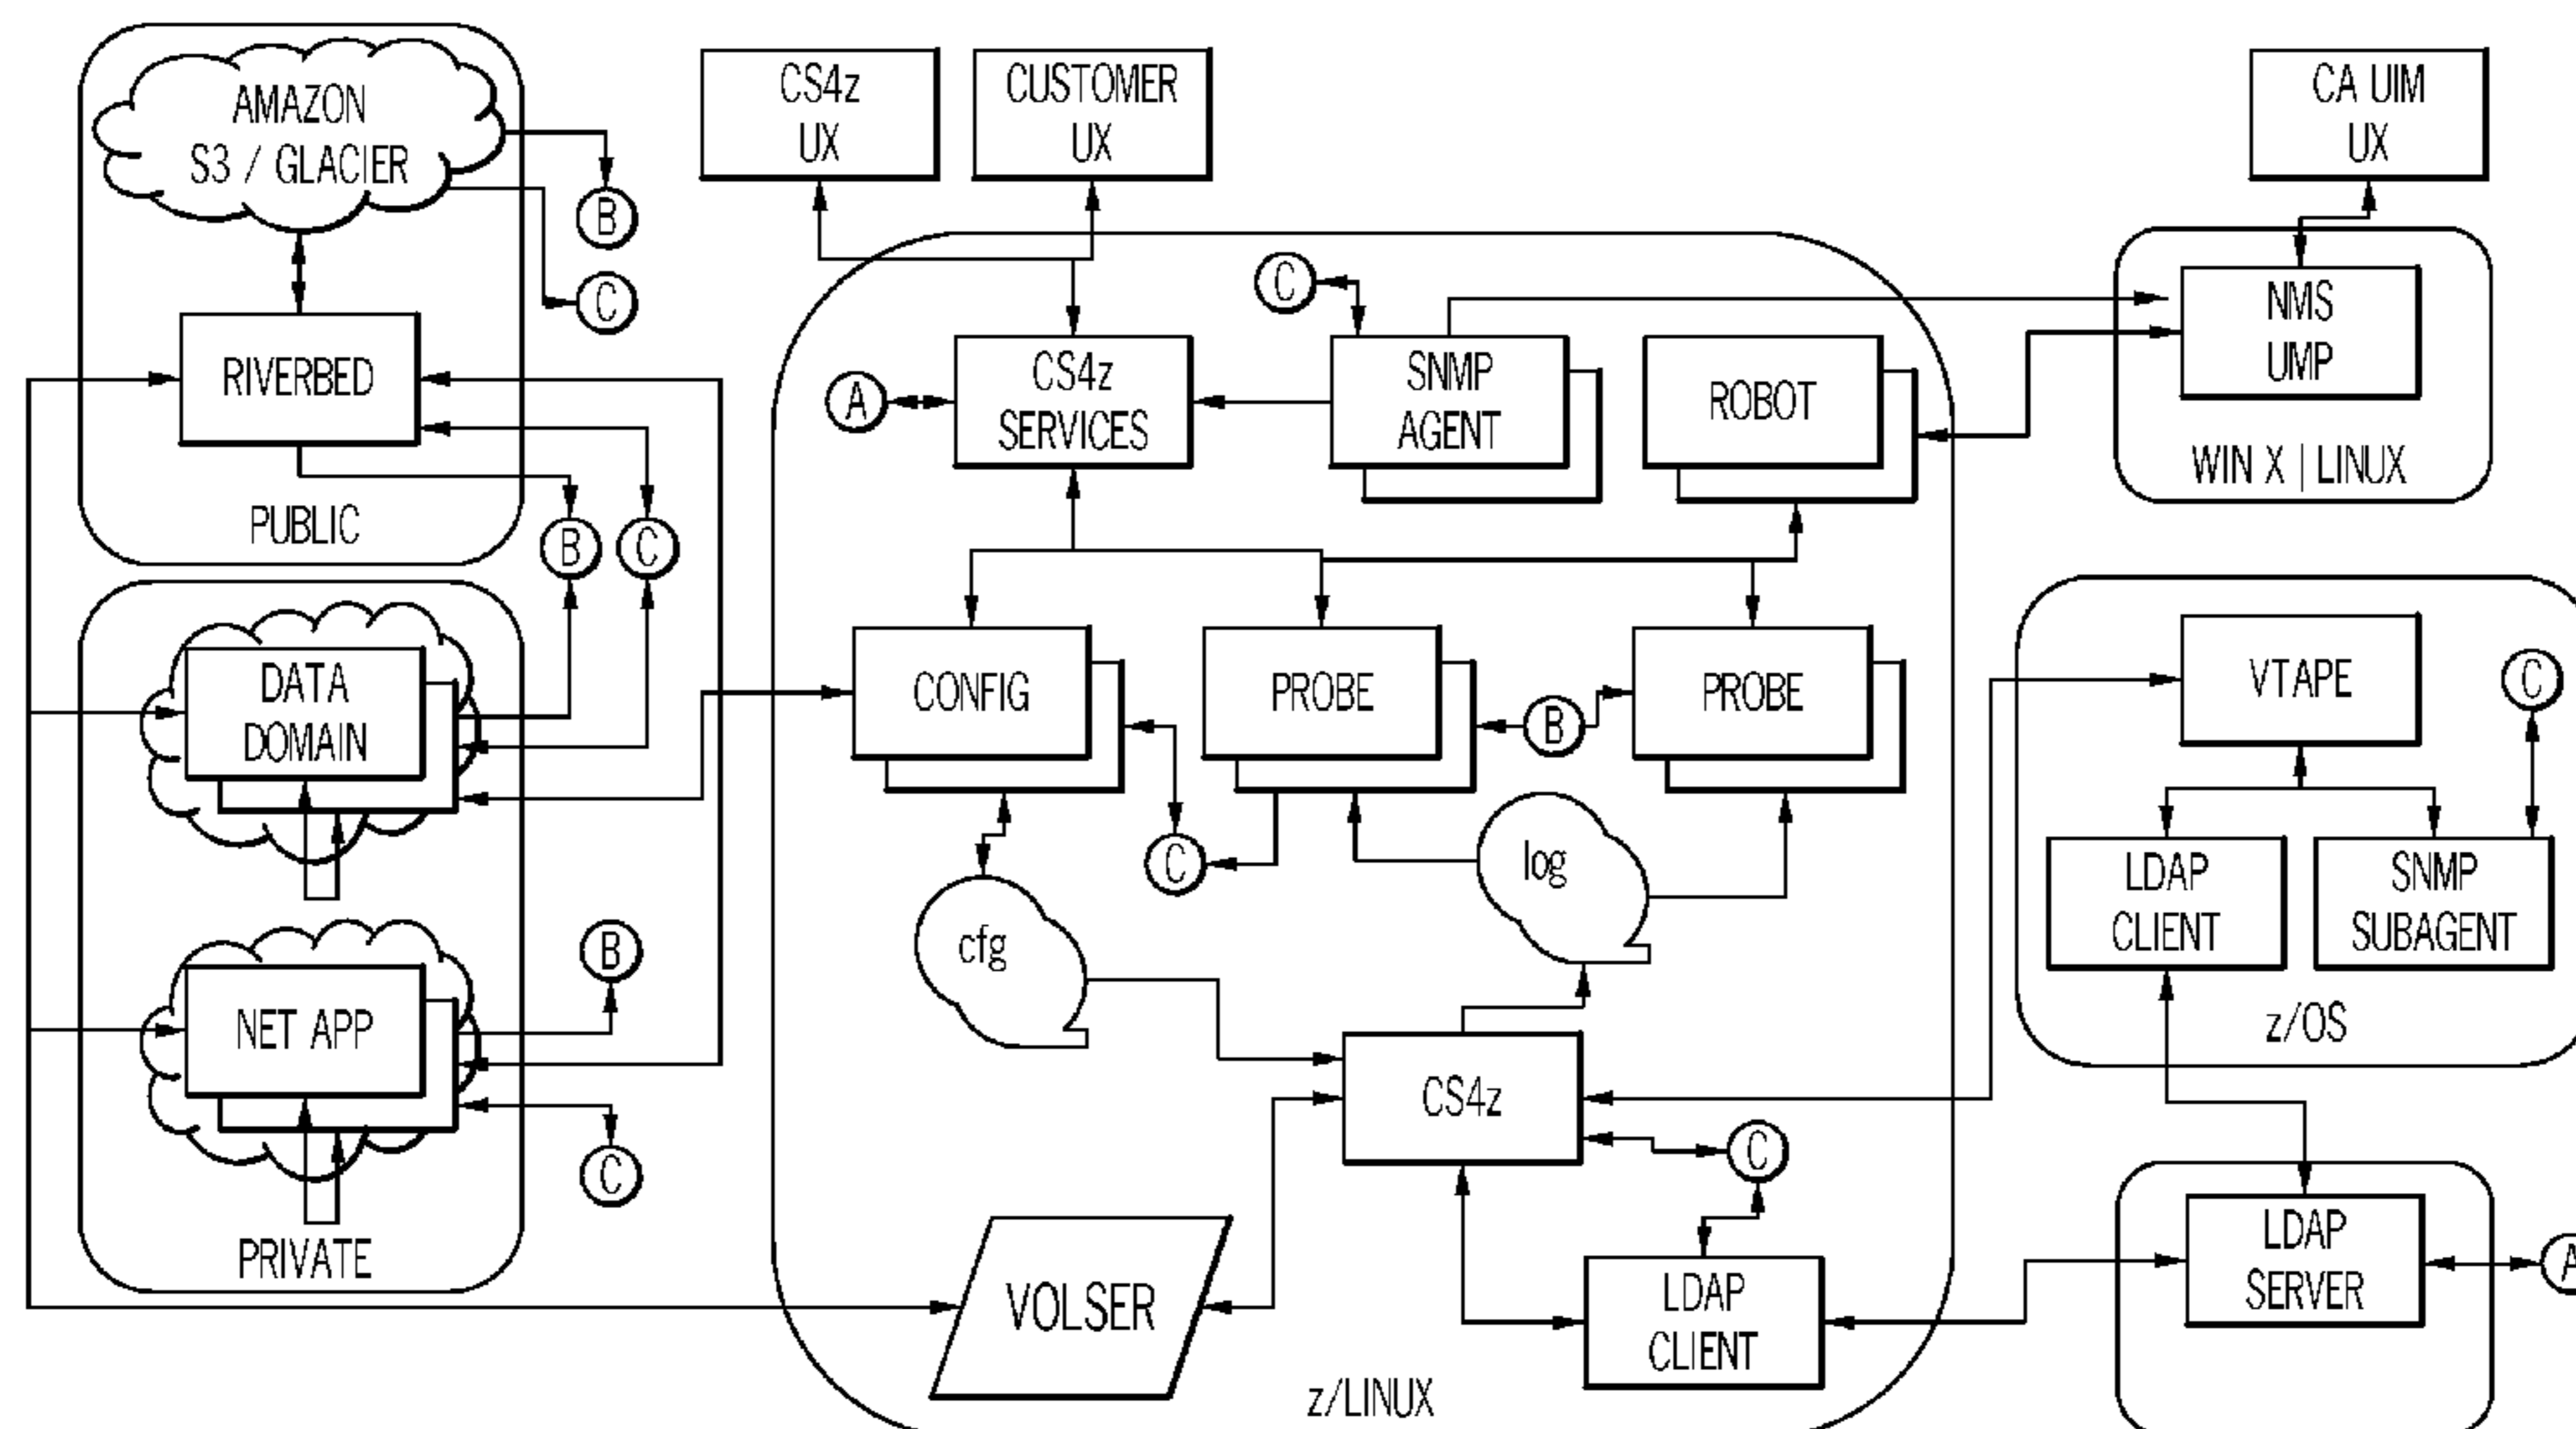 AMAZON
S3 / GLACIER
B
C
RIVERBED
B
C
PUBLIC
DATA
DOMAIN
NET APP
B
C
PRIVATE
CS4z
UX
CUSTOMER
UX
C
A
CS4z
SERVICES
SNMP
AGENT
ROBOT
CONFIG
PROBE
B
PROBE
C
log
cfg
CS4z
C
VOLSER
LDAP
CLIENT
z/LINUX
CA UIM
UX
NMS
UMP
WIN X | LINUX
VTAPE
C
LDAP
CLIENT
SNMP
SUBAGENT
z/OS
LDAP
SERVER
A